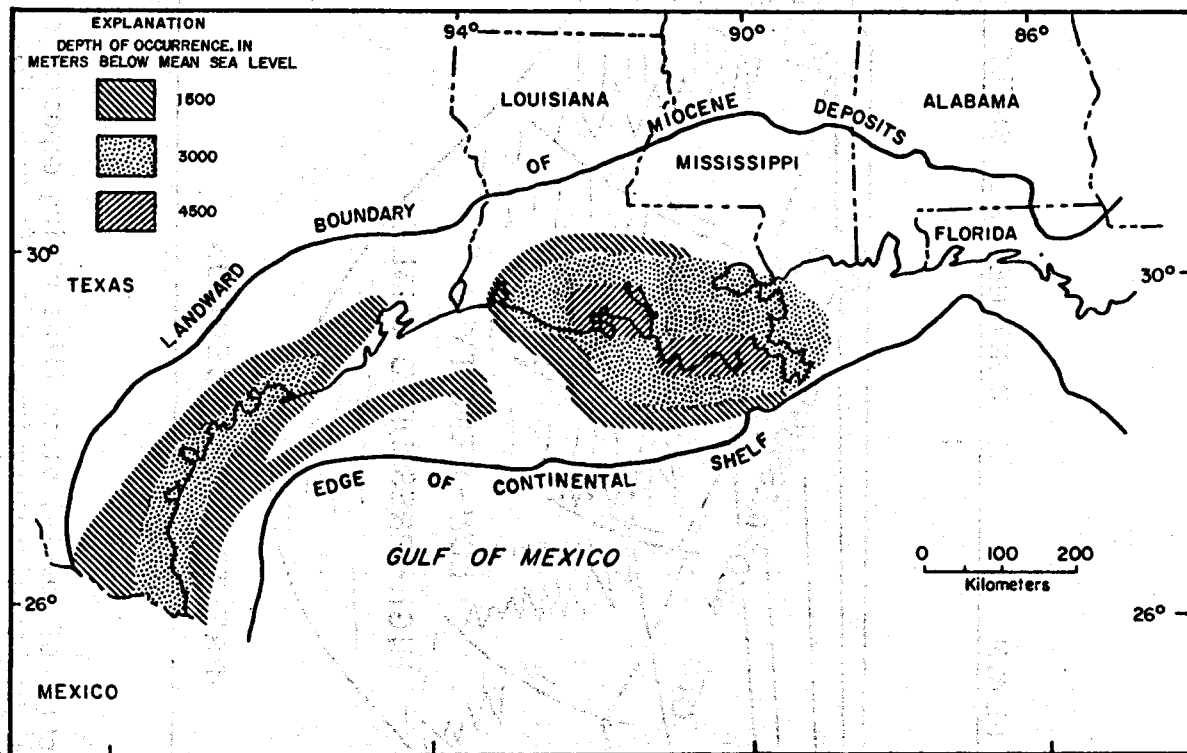 EXPLANATION
DEPTH OF OCCURRENCE, IN
METERS BELOW MEAN SEA LEVEL
1500
3000
4500
94°
90°
86°
LOUISIANA
ALABAMA
MISSISSIPPI
LANDWARD BOUNDARY OF MIOCENE DEPOSITS
FLORIDA
30°
30°
TEXAS
EDGE OF CONTINENTAL SHELF
GULF OF MEXICO
0 100 200
Kilometers
26°
26°
MEXICO